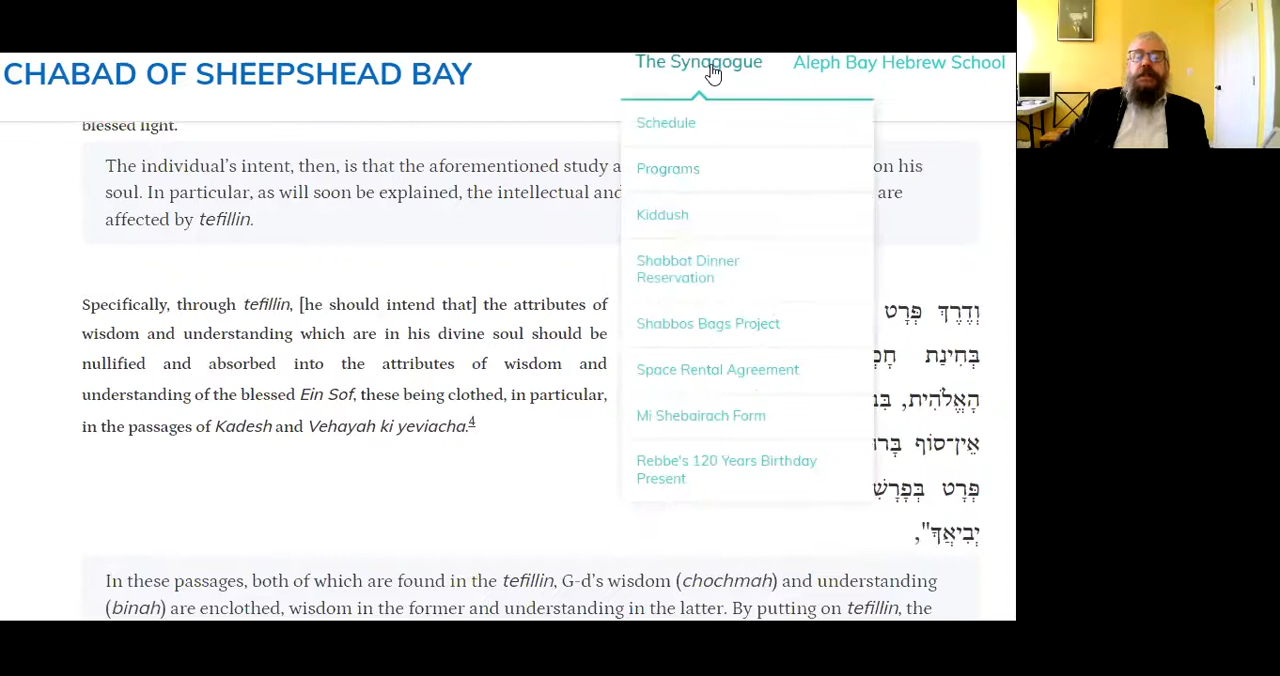 CHABAD OF SHEEPSHEAD BAY
The Synagogue
Aleph Bay Hebrew School
Schedule
Programs
Kiddush
Shabbat Dinner
Reservation
Shabbos Bags Project
Space Rental Agreement
Mi Shebairach Form
Rebbe's 120 Years Birthday
Present
blessed light.
The individual's intent, then, is that the aforementioned study a on his
soul. In particular, as will soon be explained, the intellectual and are
affected by tefillin.
Specifically, through tefillin, [he should intend that] the attributes of
wisdom and understanding which are in his divine soul should be
nullified and absorbed into the attributes of wisdom and
understanding of the blessed Ein Sof, these being clothed, in particular,
in the passages of Kadesh and Vehayah ki yeviacha.4
וְדֶרֶךְ פְּרָט
בְּחִינַת חָכְ
הָאֱלֹהִית,
אֵין־סוֹף
פְּרָט בְּפָרָשִׁ
יְבִיאֲךָ",
In these passages, both of which are found in the tefillin, G-d's wisdom (chochmah) and understanding
(binah) are enclothed, wisdom in the former and understanding in the latter. By putting on tefillin, the